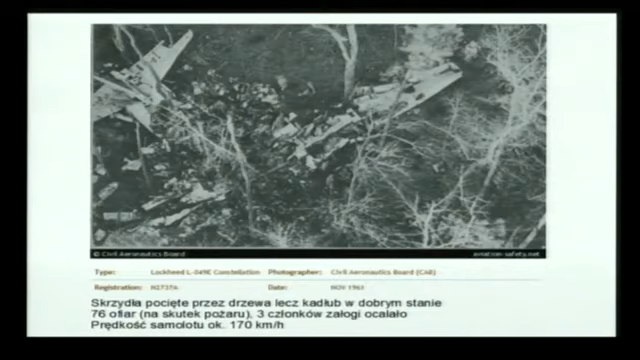 © Civil Aeronautics Board aviation-safety.net
Type: Lockheed L-049E Constellation Photographer: Civil Aeronautics Board (CAB)
Registration: N2737A Date: NOV 1961
Skrzydła pocięte przez drzewa lecz kadłub w dobrym stanie
76 ofiar (na skutek pożaru), 3 członków załogi ocalało
Prędkość samolotu ok. 170 km/h